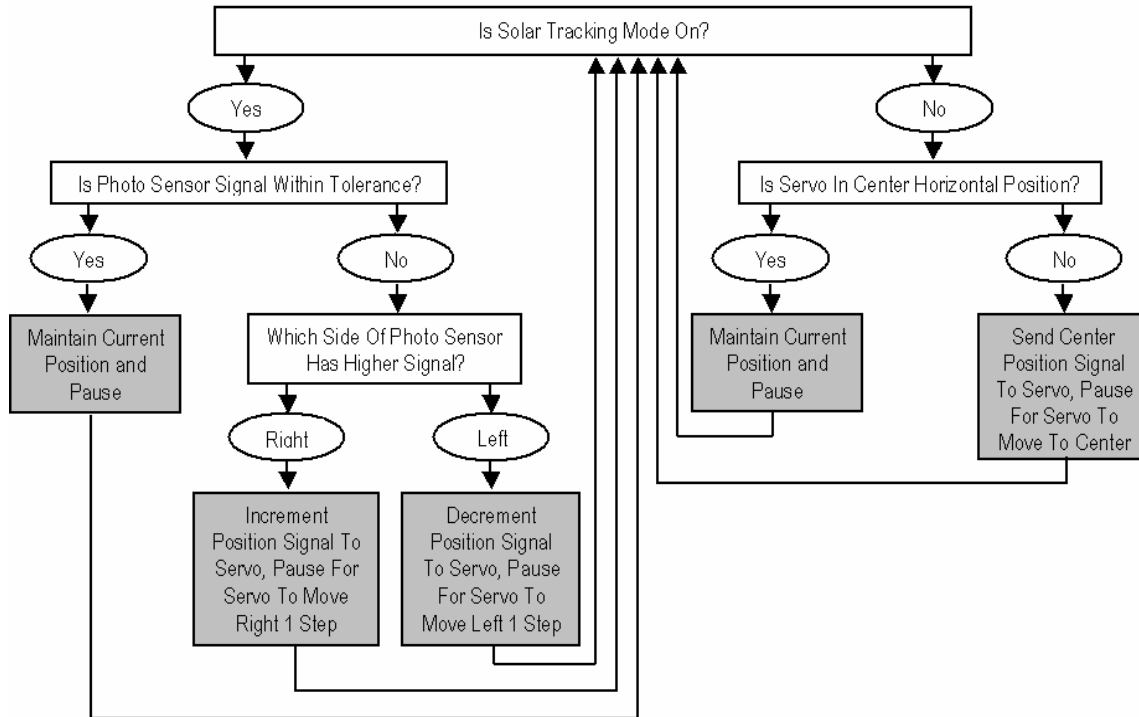 Is Solar Tracking Mode On?
Yes
No
Is Photo Sensor Signal Within Tolerance?
Is Servo In Center Horizontal Position?
Yes
No
Yes
No
Maintain Current
Position and
Pause
Which Side Of Photo Sensor
Has Higher Signal?
Maintain Current
Position and
Pause
Send Center
Position Signal
To Servo, Pause
For Servo To
Move To Center
Right
Left
Increment
Position Signal To
Servo, Pause For
Servo To Move
Right 1 Step
Decrement
Position Signal
To Servo, Pause
For Servo To
Move Left 1 Step